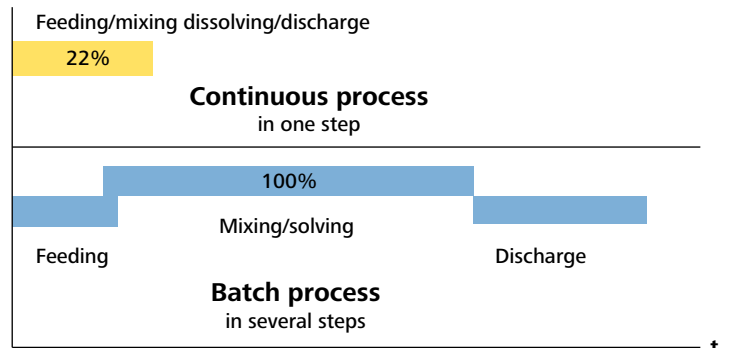 Feeding/mixing dissolving/discharge
22%
Continuous process
in one step
100%
Mixing/solving
Feeding
Discharge
Batch process
in several steps
t